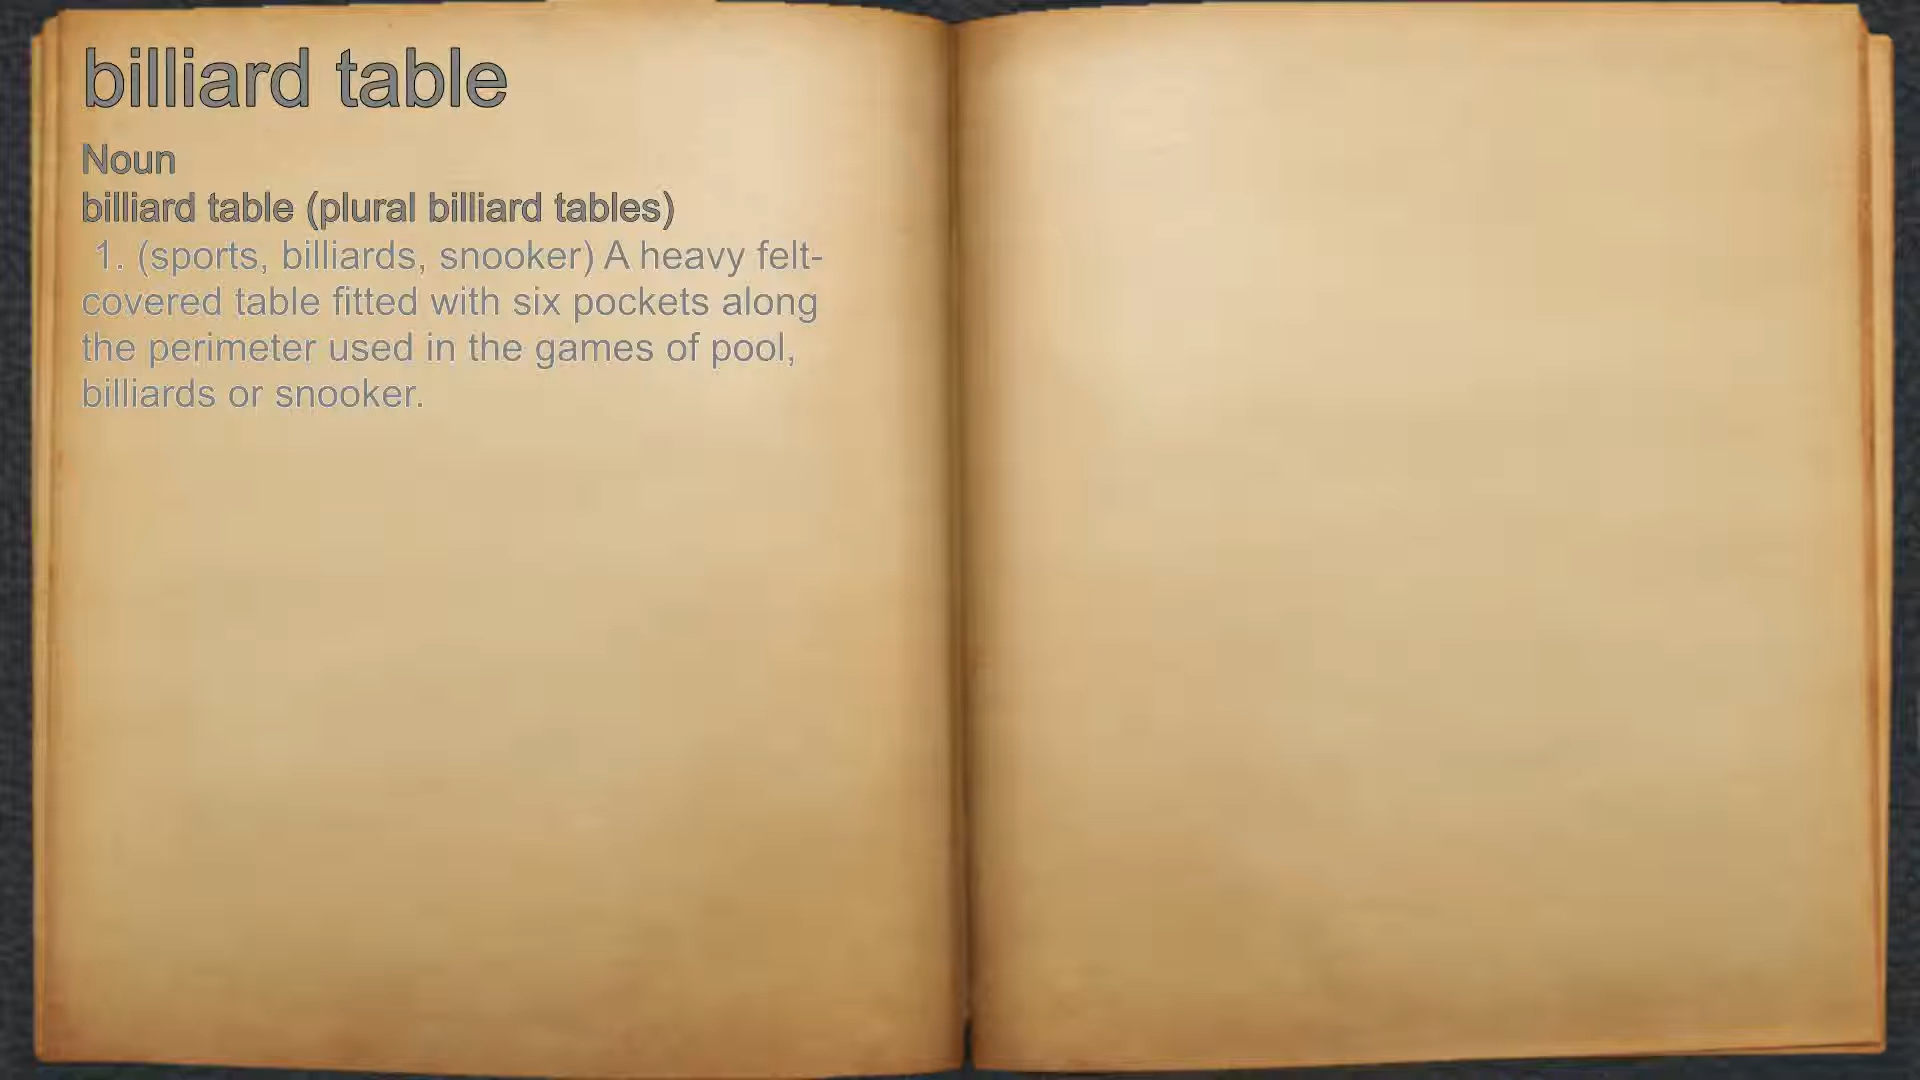 billiard table
Noun
billiard table (plural billiard tables)
1. (sports, billiards, snooker) A heavy felt-
covered table fitted with six pockets along
the perimeter used in the games of pool,
billiards or snooker.